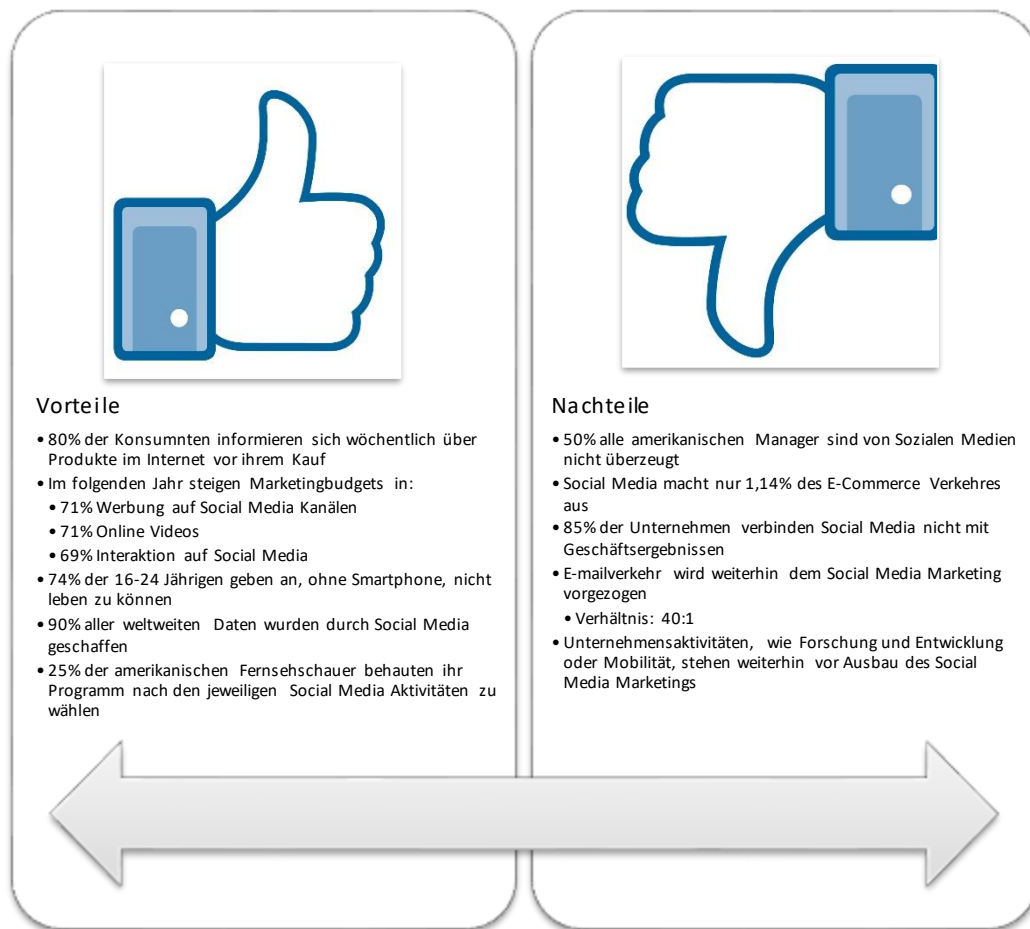 Vorteile
• 80% der Konsumnten informieren sich wöchentlich über
Produkte im Internet vor ihrem Kauf
• Im folgenden Jahr steigen Marketingbudgets in:
• 71% Werbung auf Social Media Kanälen
• 71% Online Videos
• 69% Interaktion auf Social Media
• 74% der 16-24 Jährigen geben an, ohne Smartphone, nicht
leben zu können
• 90% aller weltweiten Daten wurden durch Social Media
geschaffen
• 25% der amerikanischen Fernsehschauer behauten ihr
Programm nach den jeweiligen Social Media Aktivitäten zu
wählen
Nachteile
• 50% alle amerikanischen Manager sind von Sozialen Medien
nicht überzeugt
• Social Media macht nur 1,14% des E-Commerce Verkehres
aus
• 85% der Unternehmen verbinden Social Media nicht mit
Geschäftsergebnissen
• E-mailverkehr wird weiterhin dem Social Media Marketing
vorgezogen
• Verhältnis: 40:1
• Unternehmensaktivitäten, wie Forschung und Entwicklung
oder Mobilität, stehen weiterhin vor Ausbau des Social
Media Marketings